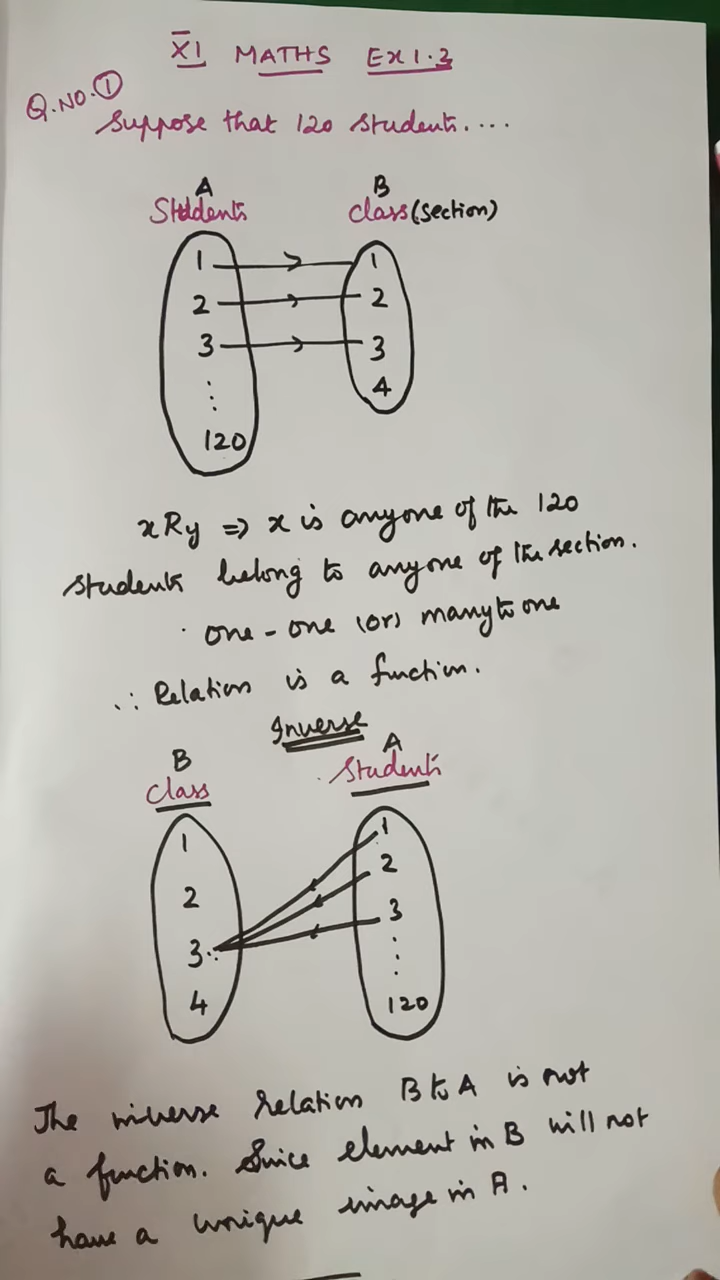 XI MATHS Ex 1.3
Q.NO.①
Suppose that 120 students....
A B
Students class (section)
1 1
2 2
3 3
4
120
xRy => x is anyone of the 120
students belong to anyone of the section.
one-one (or) many to one
∴ Relation is a function.
Inverse
B A
class Students
1 1
2 2
3 3
4 120
The inverse relation B to A is not
a function. Since element in B will not
have a unique image in A.